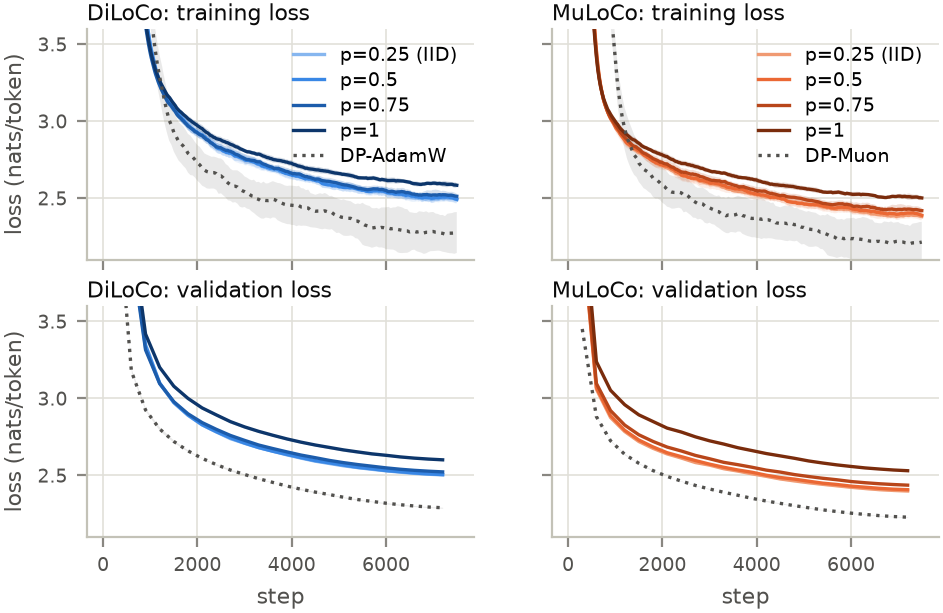 DiLoCo: training loss
MuLoCo: training loss
loss (nats/token)
3.5
3.0
2.5
p=0.25 (IID)
p=0.5
p=0.75
p=1
DP-AdamW
p=0.25 (IID)
p=0.5
p=0.75
p=1
DP-Muon
DiLoCo: validation loss
MuLoCo: validation loss
loss (nats/token)
3.5
3.0
2.5
0 2000 4000 6000
0 2000 4000 6000
step
step